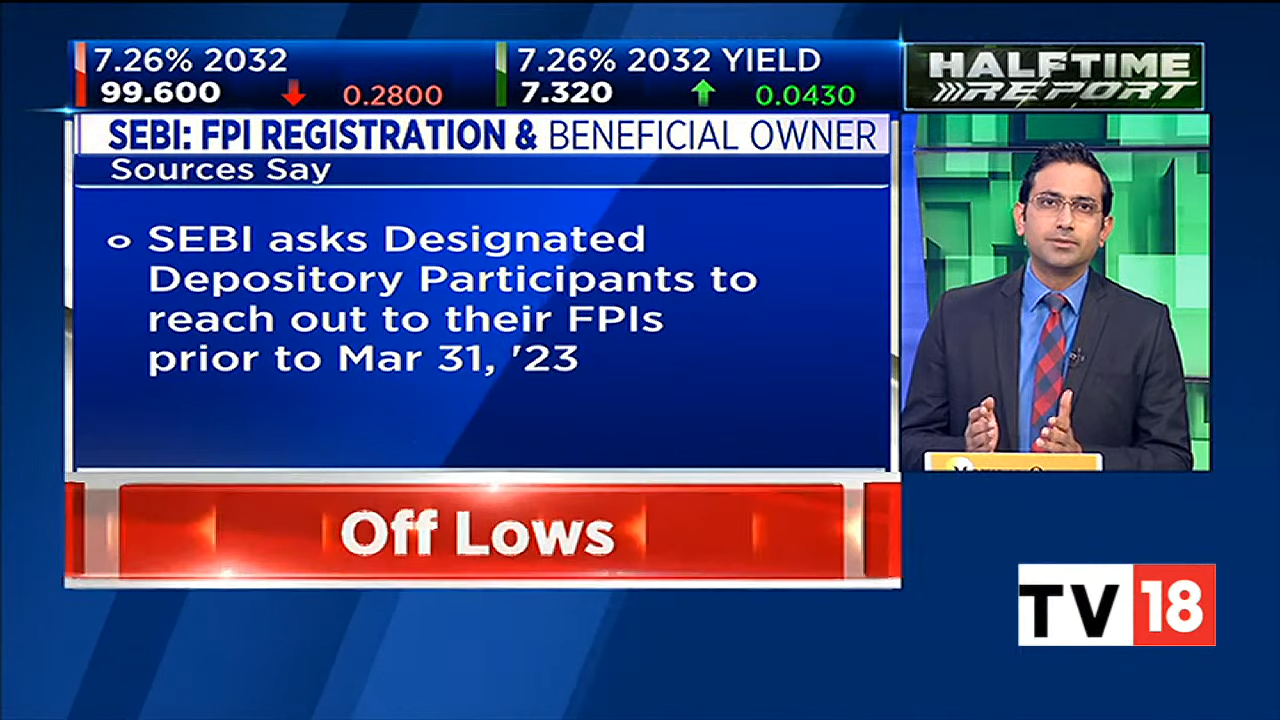 7.26% 2032
99.600 0.2800
7.26% 2032 YIELD
7.320 0.0430
HALFTIME
REPORT
SEBI: FPI REGISTRATION & BENEFICIAL OWNER
Sources Say
SEBI asks Designated
Depository Participants to
reach out to their FPIs
prior to Mar 31, '23
Off Lows
TV18